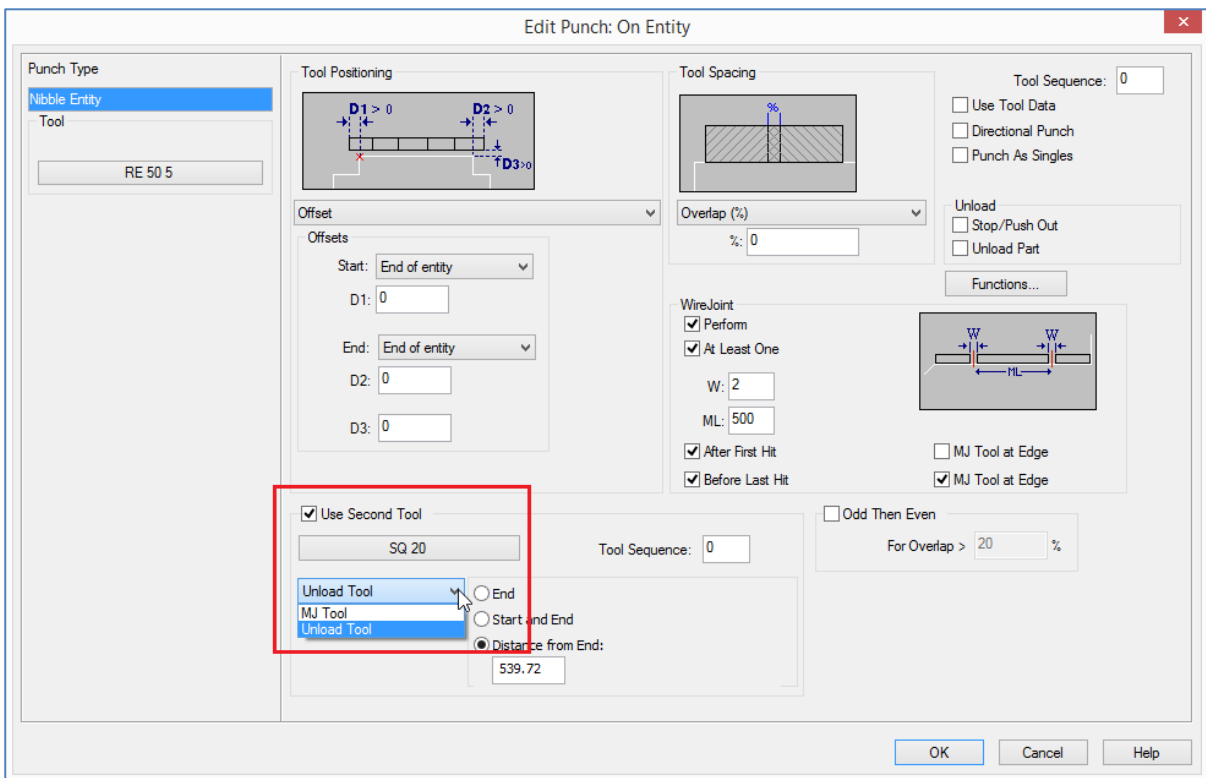 Edit Punch: On Entity
Punch Type
Nibble Entity
Tool
RE 50 5
Tool Positioning
D1 > 0
D2 > 0
D3>0
Offset
Offsets
Start: End of entity
D1: 0
End: End of entity
D2: 0
D3: 0
Tool Spacing
%
Overlap (%)
%: 0
Tool Sequence: 0
Use Tool Data
Directional Punch
Punch As Singles
Unload
Stop/Push Out
Unload Part
Functions...
WireJoint
Perform
At Least One
W: 2
ML: 500
W W
ML
After First Hit
MJ Tool at Edge
Before Last Hit
MJ Tool at Edge
Use Second Tool
SQ 20
Tool Sequence: 0
Unload Tool
MJ Tool
Unload Tool
End
Start and End
Distance from End:
539.72
Odd Then Even
For Overlap > 20 %
OK Cancel Help